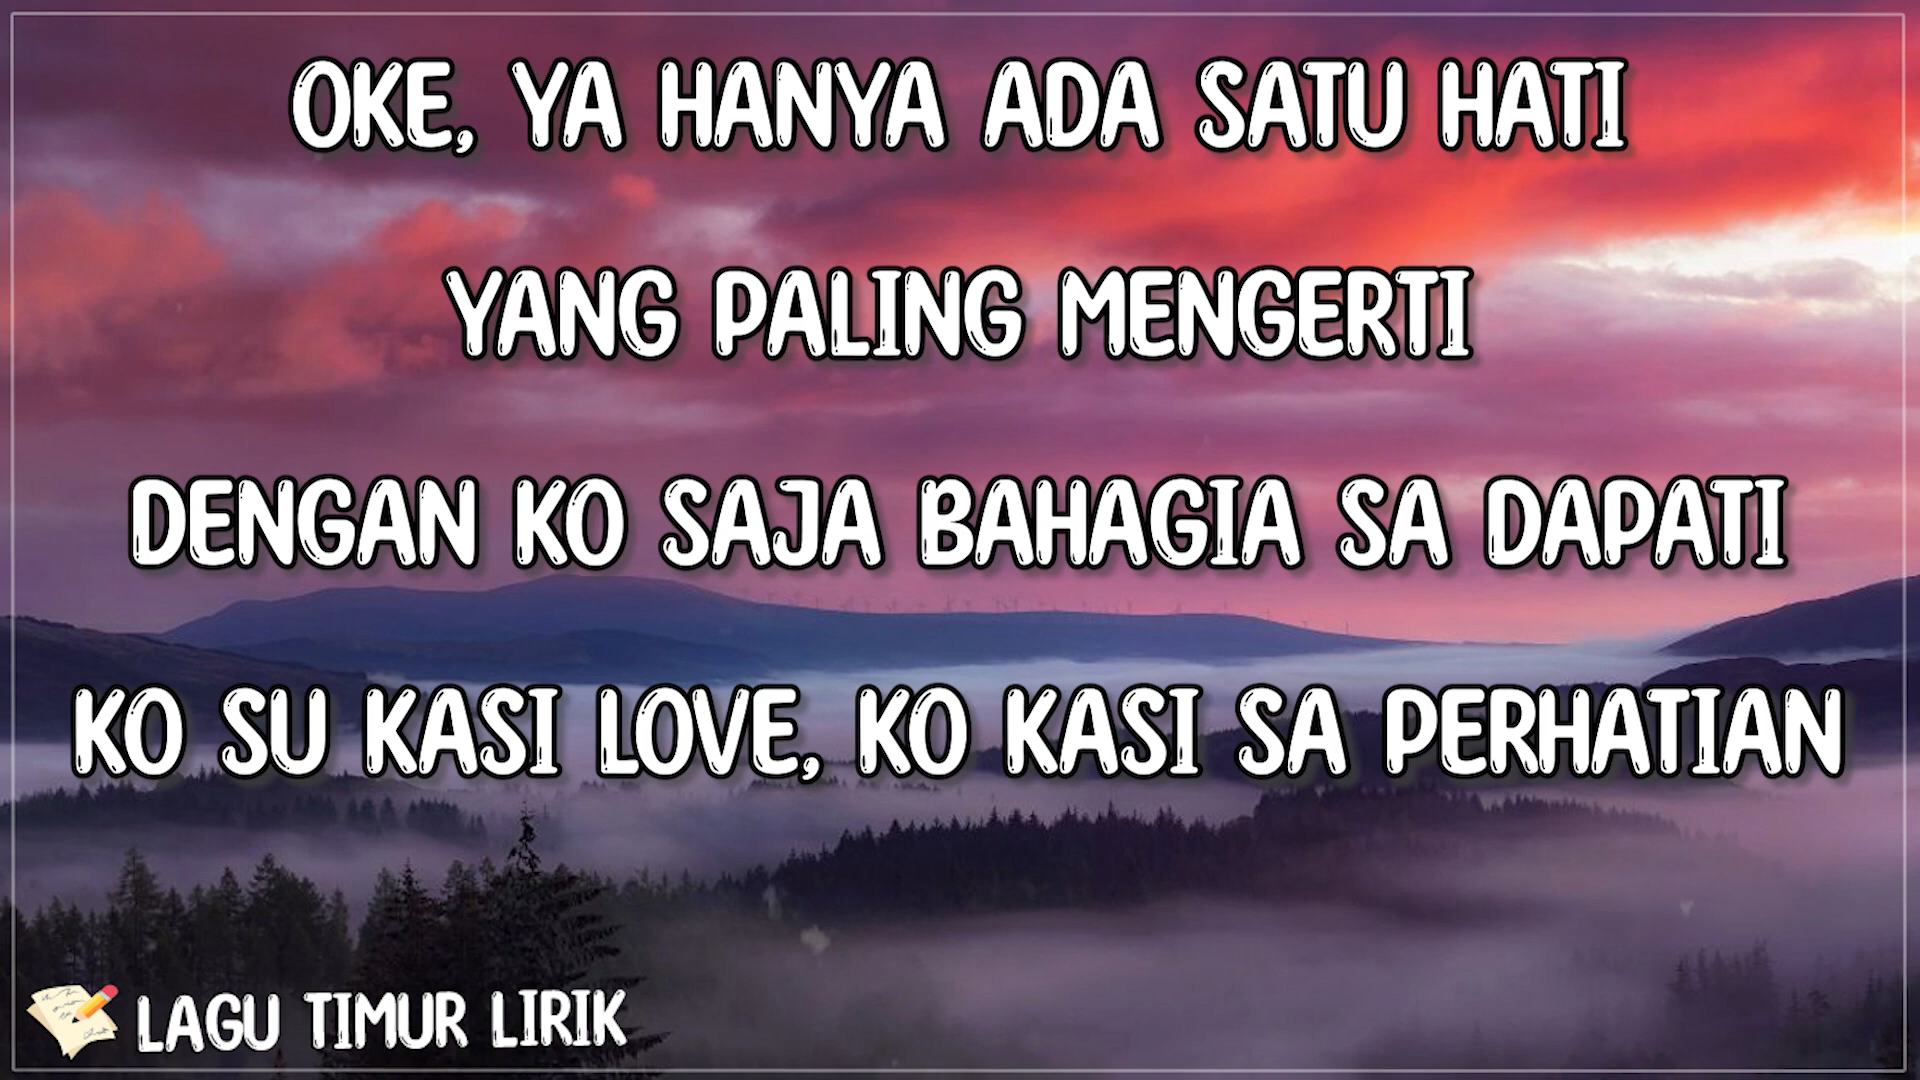 OKE, YA HANYA ADA SATU HATI
YANG PALING MENGERTI
DENGAN KO SAJA BAHAGIA SA DAPATI
KO SU KASI LOVE, KO KASI SA PERHATIAN
LAGU TIMUR LIRIK